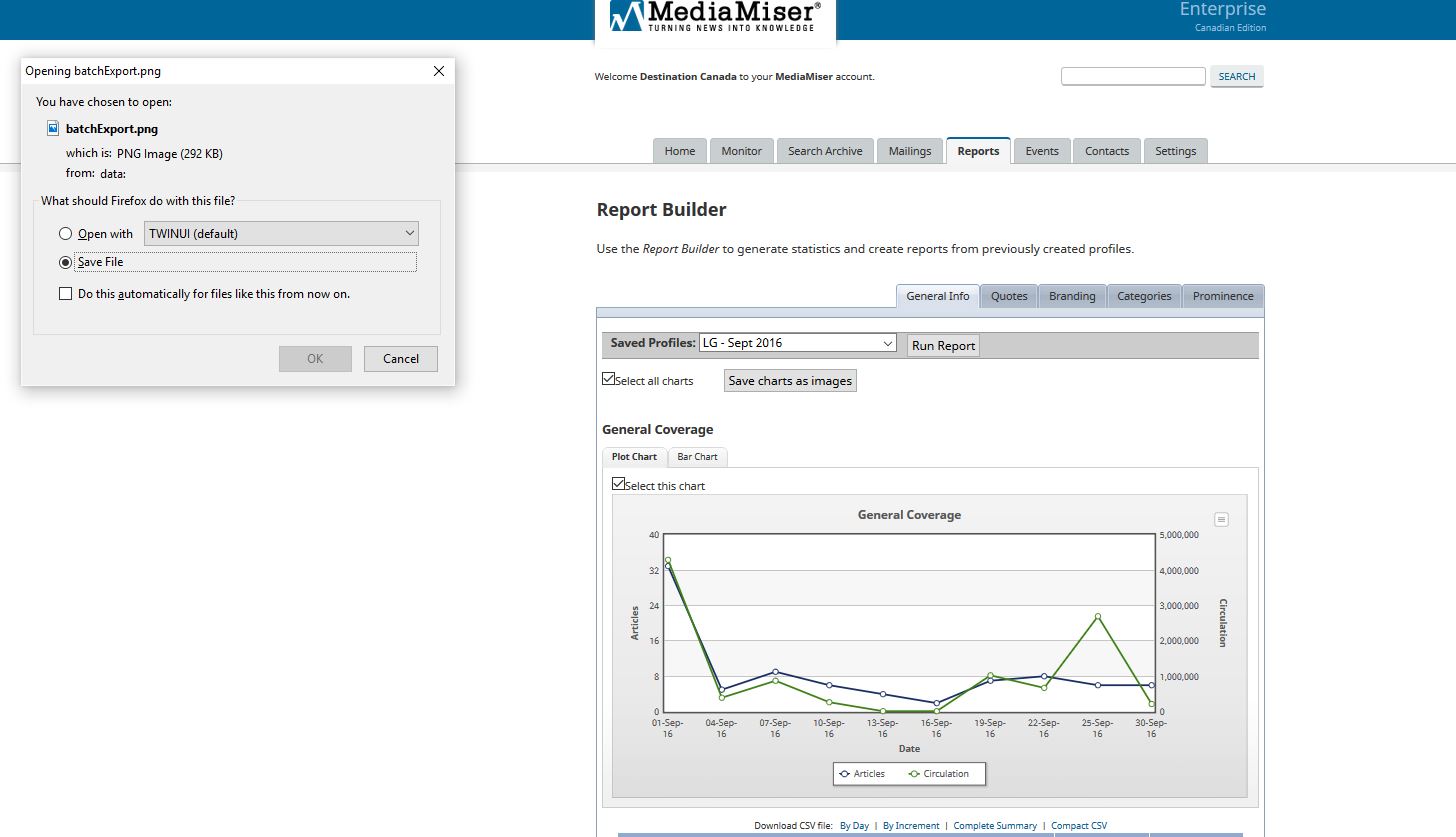 MediaMiser®
TURNING NEWS INTO KNOWLEDGE
Enterprise
Canadian Edition
Opening batchExport.png
You have chosen to open:
batchExport.png
which is: PNG Image (292 KB)
from: data:
What should Firefox do with this file?
Open with TWINUI (default)
Save File
Do this automatically for files like this from now on.
OK Cancel
Welcome Destination Canada to your MediaMiser account.
SEARCH
Home Monitor Search Archive Mailings Reports Events Contacts Settings
Report Builder
Use the Report Builder to generate statistics and create reports from previously created profiles.
General Info Quotes Branding Categories Prominence
Saved Profiles: LG - Sept 2016 Run Report
Select all charts Save charts as images
General Coverage
Plot Chart Bar Chart
Select this chart
General Coverage
40 5,000,000
32 4,000,000
24 3,000,000
16 2,000,000
8 1,000,000
0 0
Articles
Circulation
01-Sep- 04-Sep- 07-Sep- 10-Sep- 13-Sep- 16-Sep- 19-Sep- 22-Sep- 25-Sep- 30-Sep-
16 16 16 16 16 16 16 16 16 16
Date
Articles Circulation
Download CSV file: By Day | By Increment | Complete Summary | Compact CSV